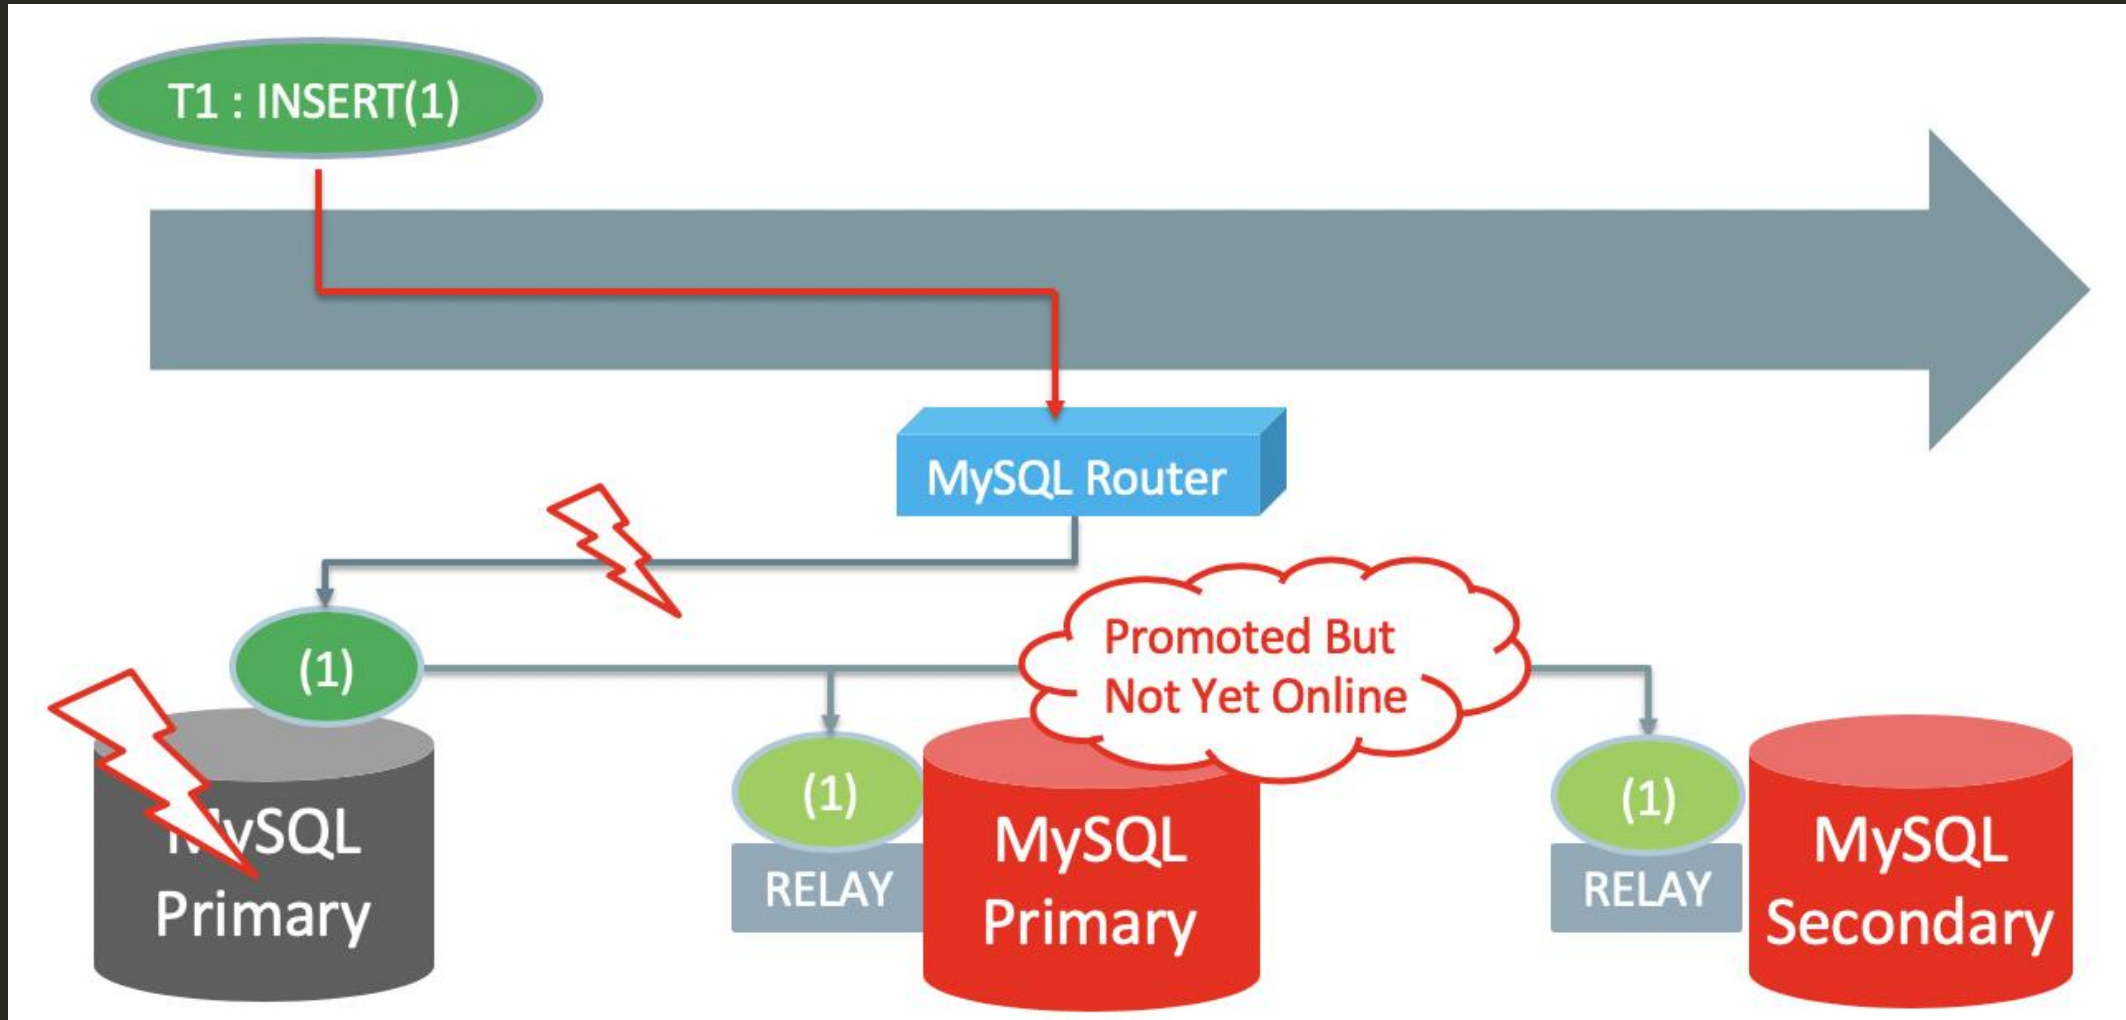 T1 : INSERT(1)
MySQL Router
Promoted But
Not Yet Online
(1)
(1)
(1)
MySQL
Primary
RELAY
MySQL
Primary
RELAY
MySQL
Secondary